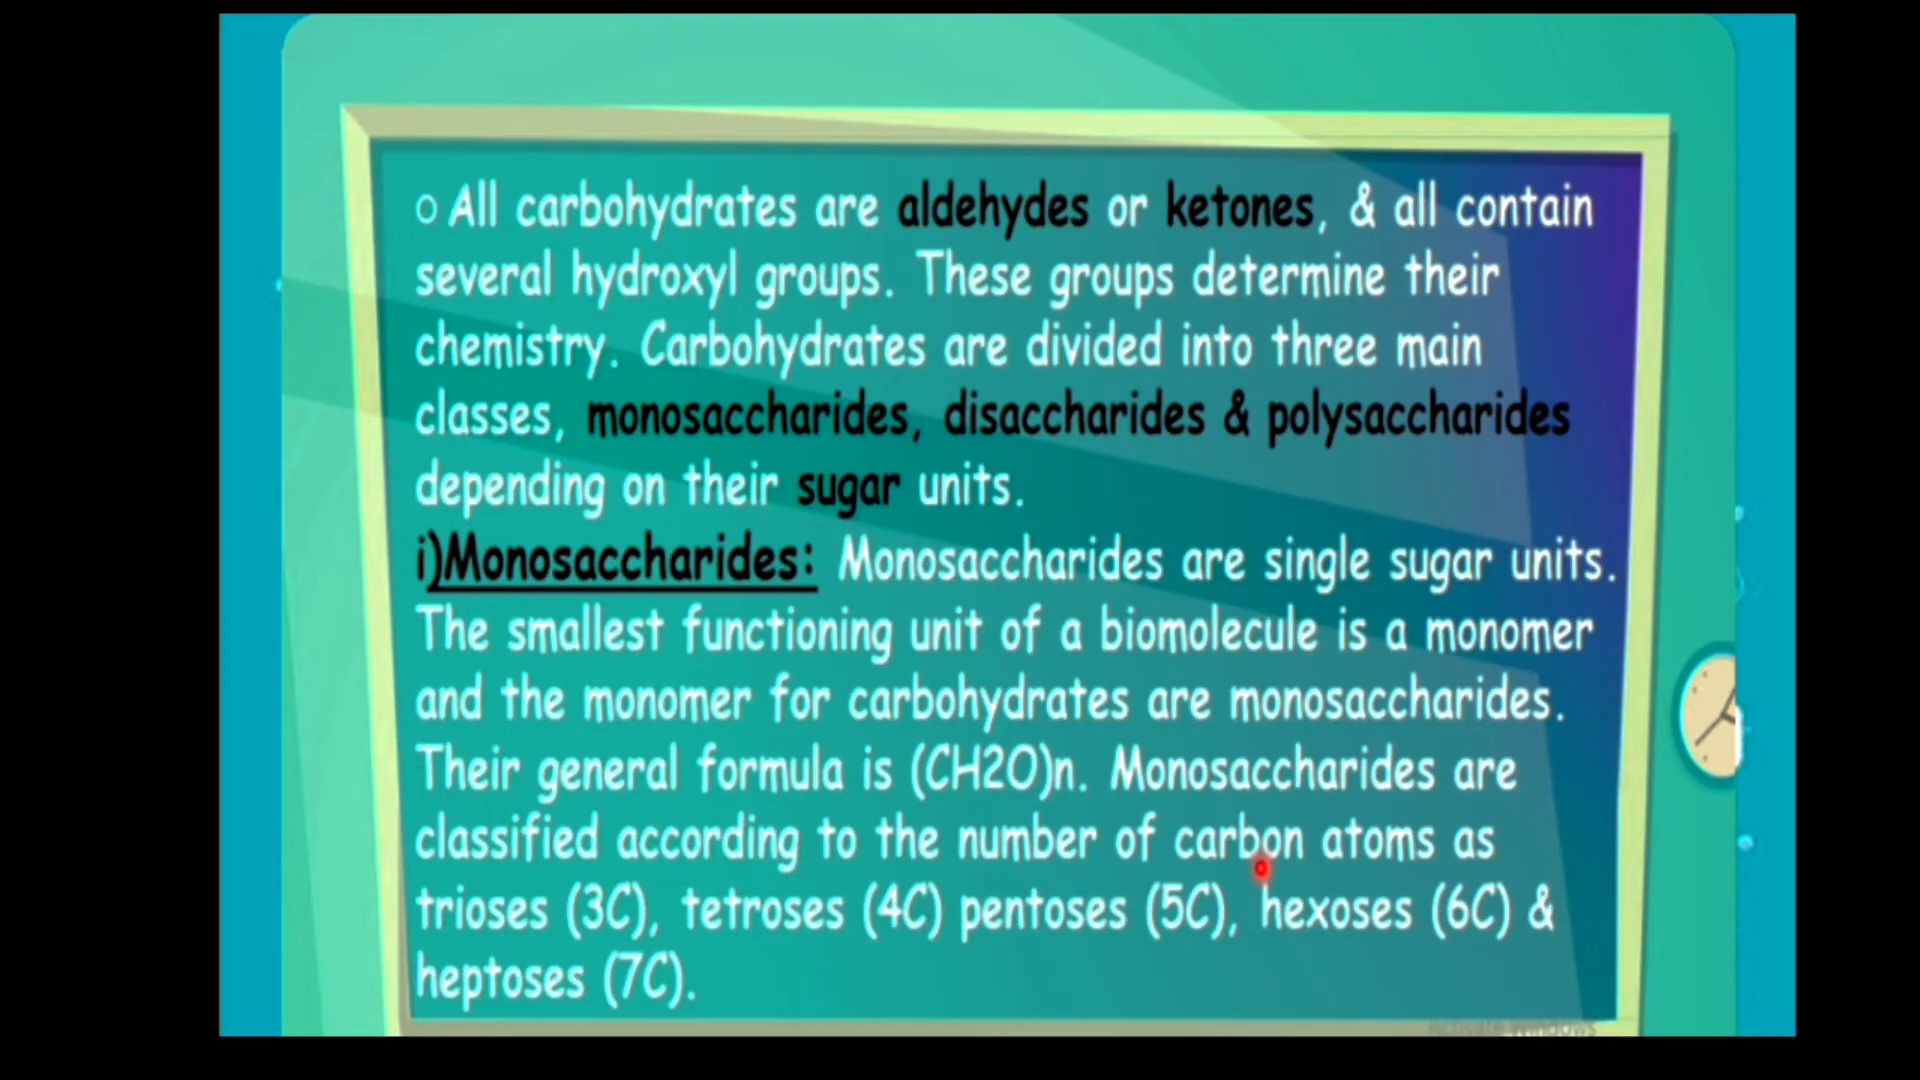 o All carbohydrates are aldehydes or ketones, & all contain
several hydroxyl groups. These groups determine their
chemistry. Carbohydrates are divided into three main
classes, monosaccharides, disaccharides & polysaccharides
depending on their sugar units.
i)Monosaccharides: Monosaccharides are single sugar units.
The smallest functioning unit of a biomolecule is a monomer
and the monomer for carbohydrates are monosaccharides.
Their general formula is (CH2O)n. Monosaccharides are
classified according to the number of carbon atoms as
trioses (3C), tetroses (4C) pentoses (5C), hexoses (6C) &
heptoses (7C).
Activate Windows